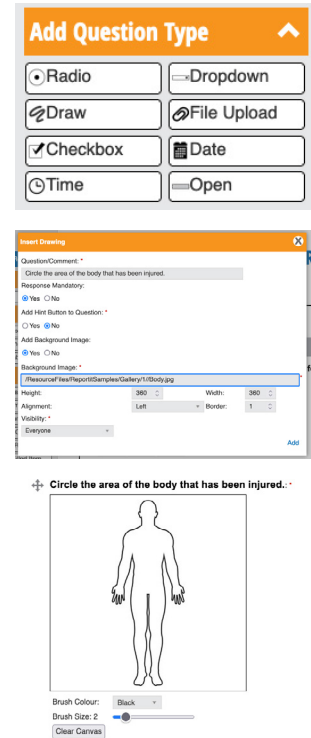 Add Question Type
Radio Dropdown
Draw File Upload
Checkbox Date
Time Open
Insert Drawing X
Question/Comment: *
Circle the area of the body that has been injured.
Response Mandatory:
Yes No
Add Hint Button to Question: *
Yes No
Add Background Image:
Yes No
Background Image: *
/ResourceFiles/ReportitSamples/Gallery/1//Body.jpg *
Height: 360 Width: 360
Alignment: Left Border: 1
Visibility: *
Everyone
Add
Circle the area of the body that has been injured.: *
Brush Colour: Black
Brush Size: 2
Clear Canvas